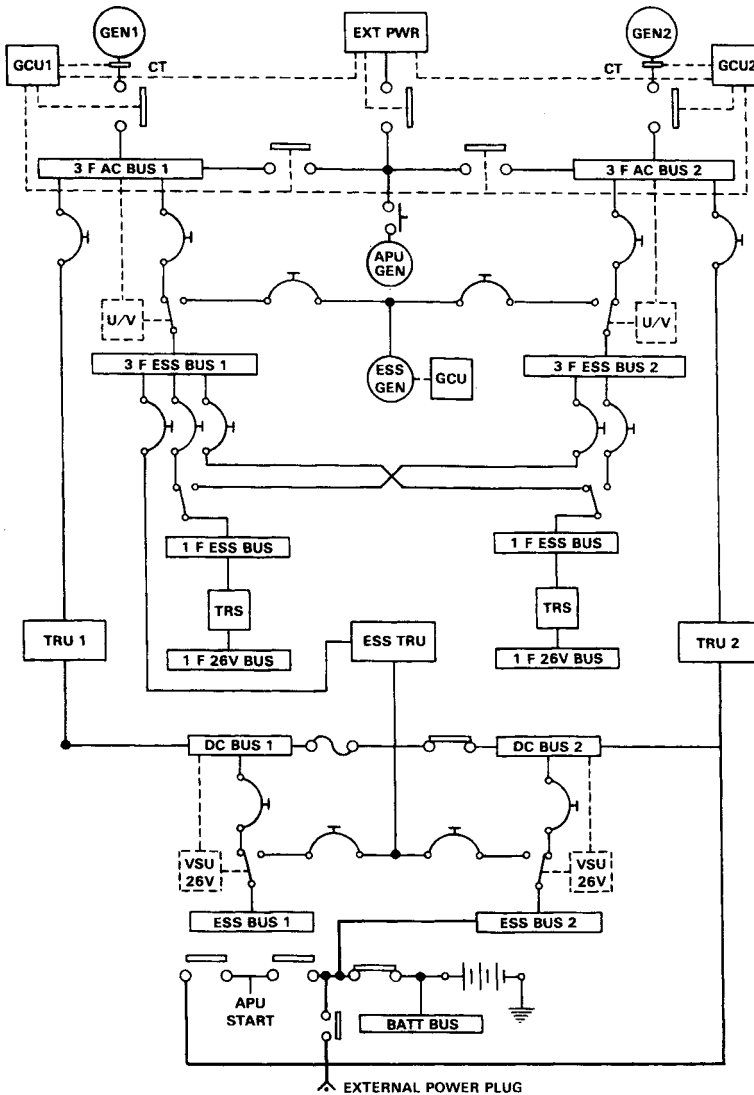 GEN1
EXT PWR
GEN2
GCU1
CT
CT
GCU2
3 F AC BUS 1
3 F AC BUS 2
APU
GEN
U/V
U/V
3 F ESS BUS 1
ESS
GEN
GCU
3 F ESS BUS 2
1 F ESS BUS
1 F ESS BUS
TRS
TRS
TRU 1
1 F 26V BUS
ESS TRU
1 F 26V BUS
TRU 2
DC BUS 1
DC BUS 2
VSU
26V
VSU
26V
ESS BUS 1
ESS BUS 2
APU
START
BATT BUS
EXTERNAL POWER PLUG